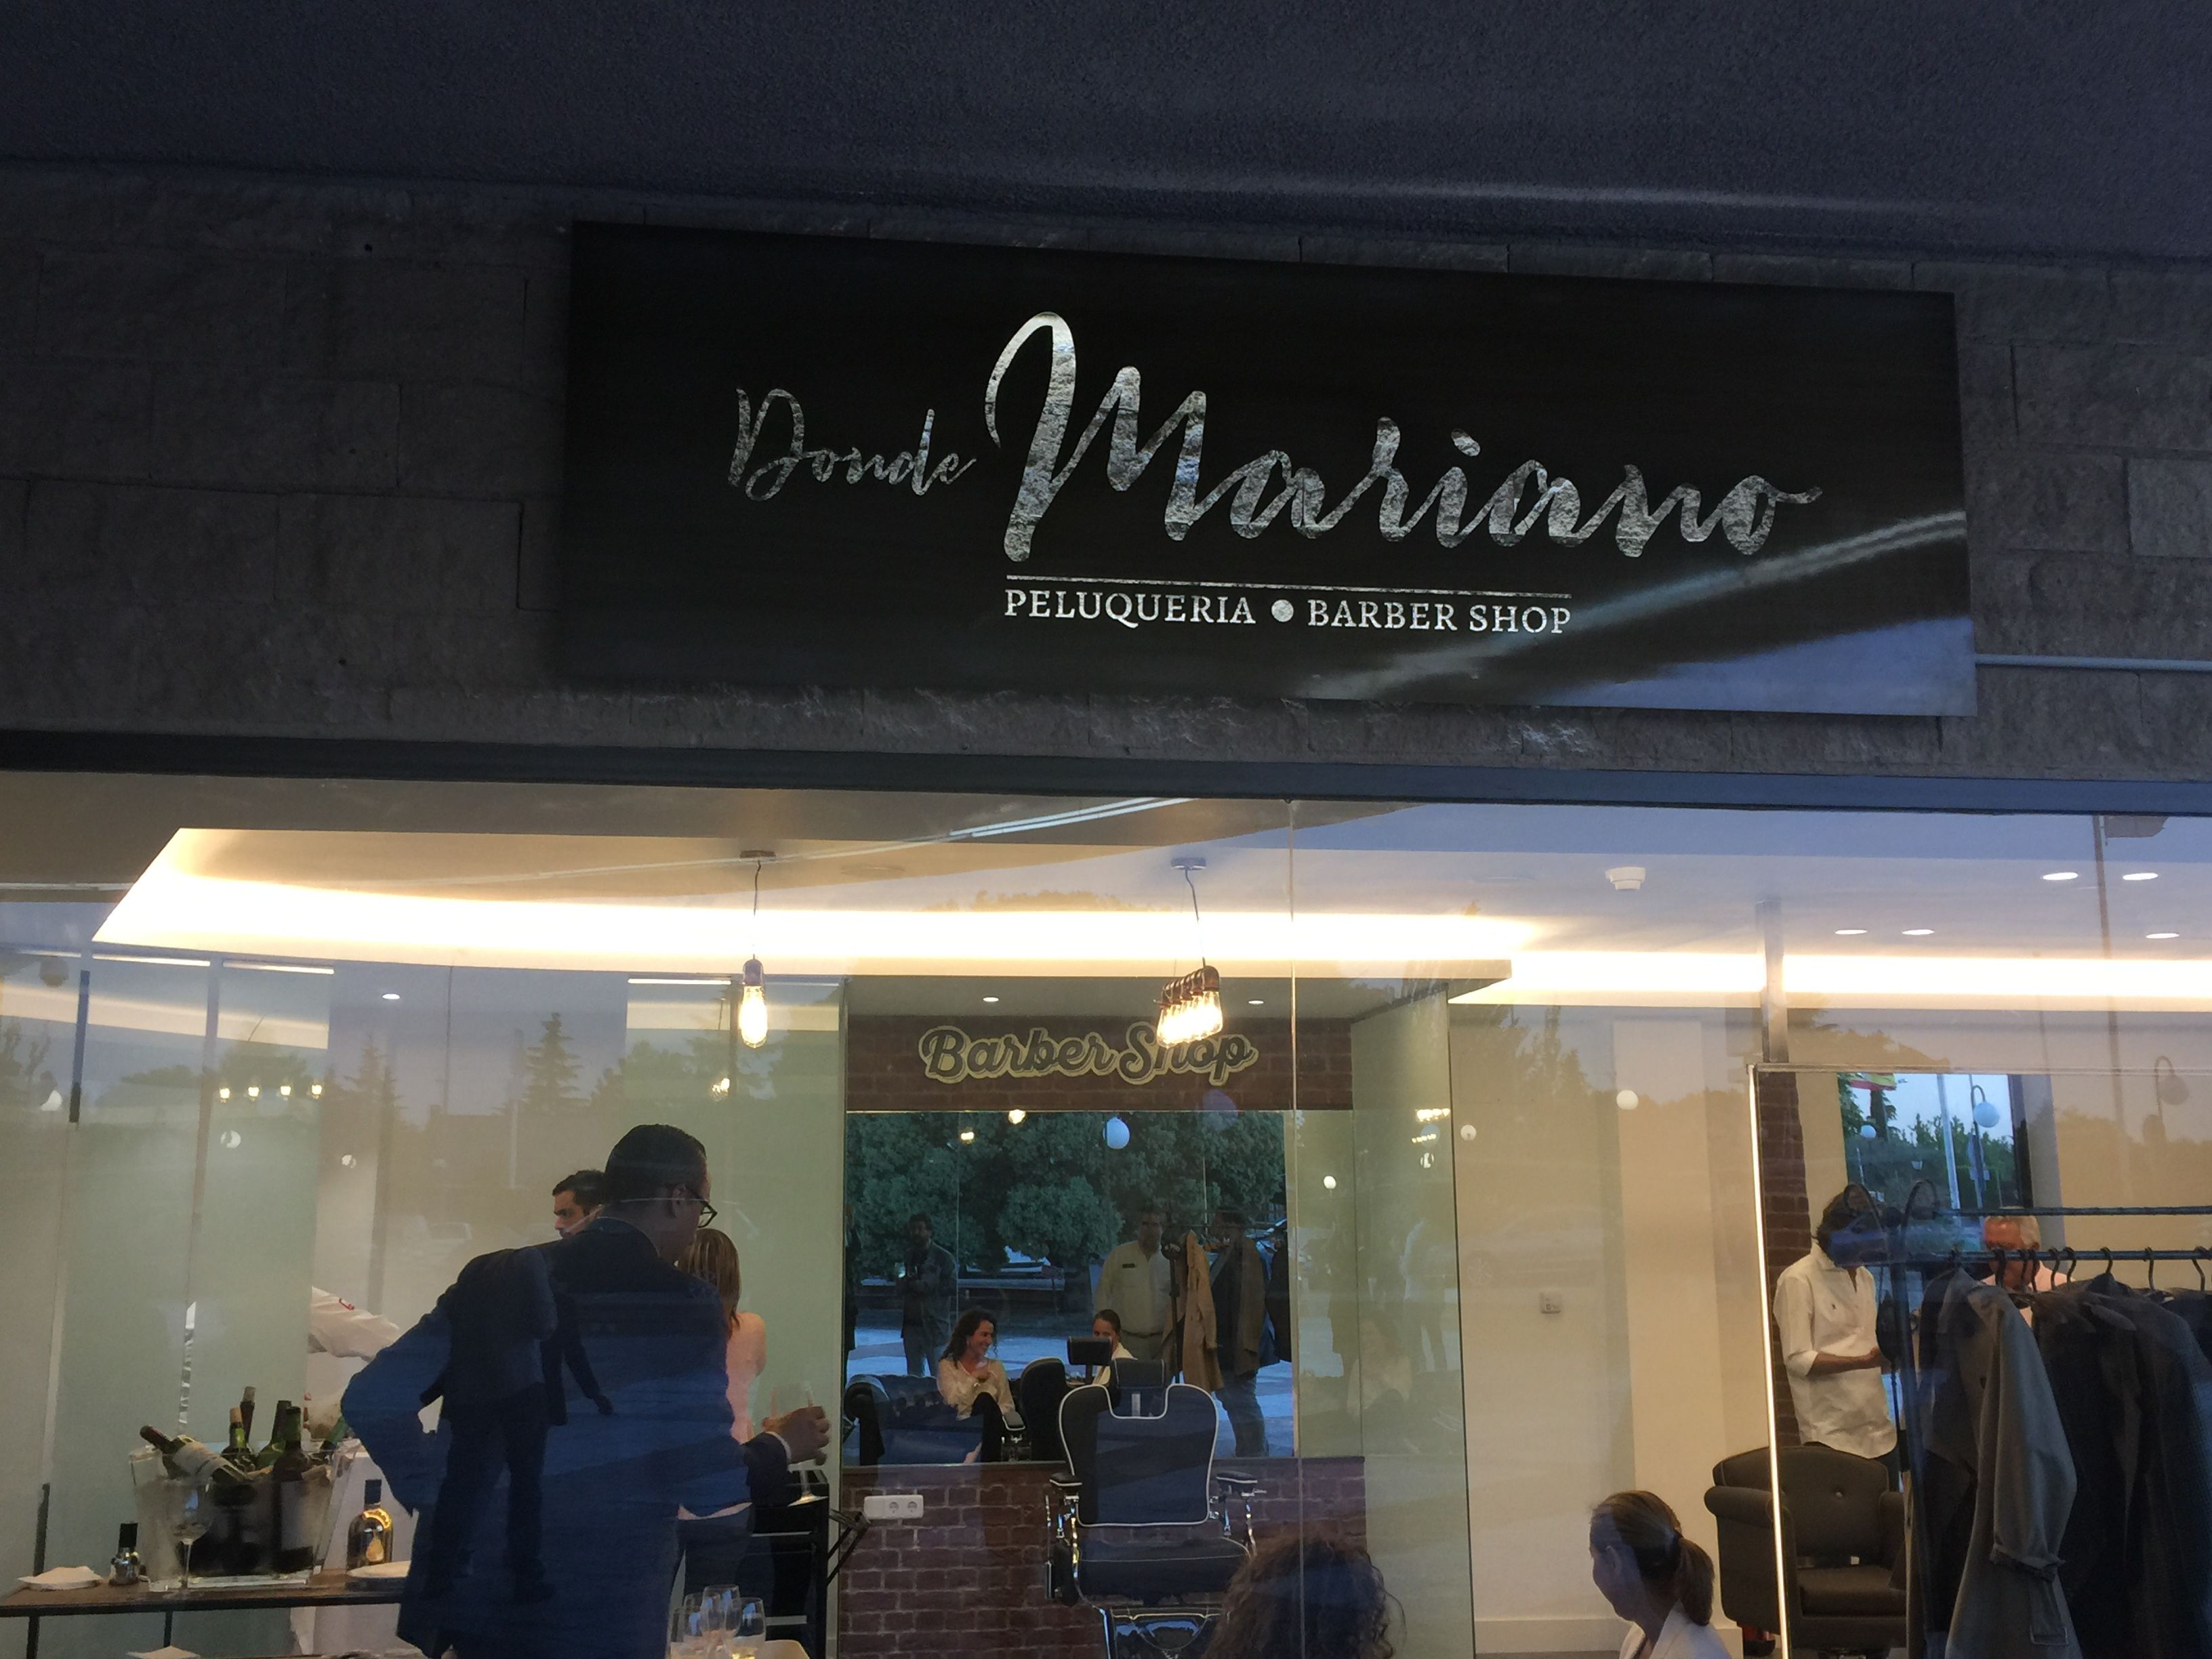 Donde Mariano
PELUQUERIA ● BARBER SHOP
Barber Shop